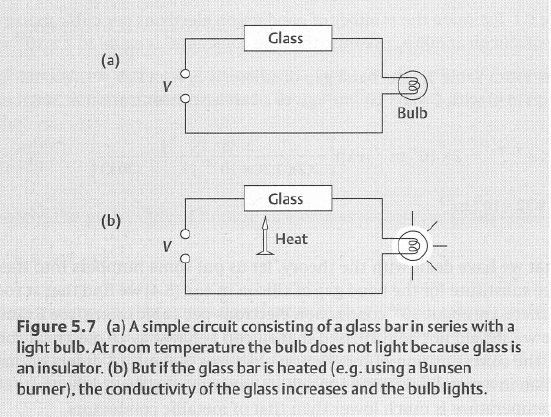 Glass
(a)
V
Bulb
Glass
(b)
Heat
V
Figure 5.7 (a) A simple circuit consisting of a glass bar in series with a
light bulb. At room temperature the bulb does not light because glass is
an insulator. (b) But if the glass bar is heated (e.g. using a Bunsen
burner), the conductivity of the glass increases and the bulb lights.